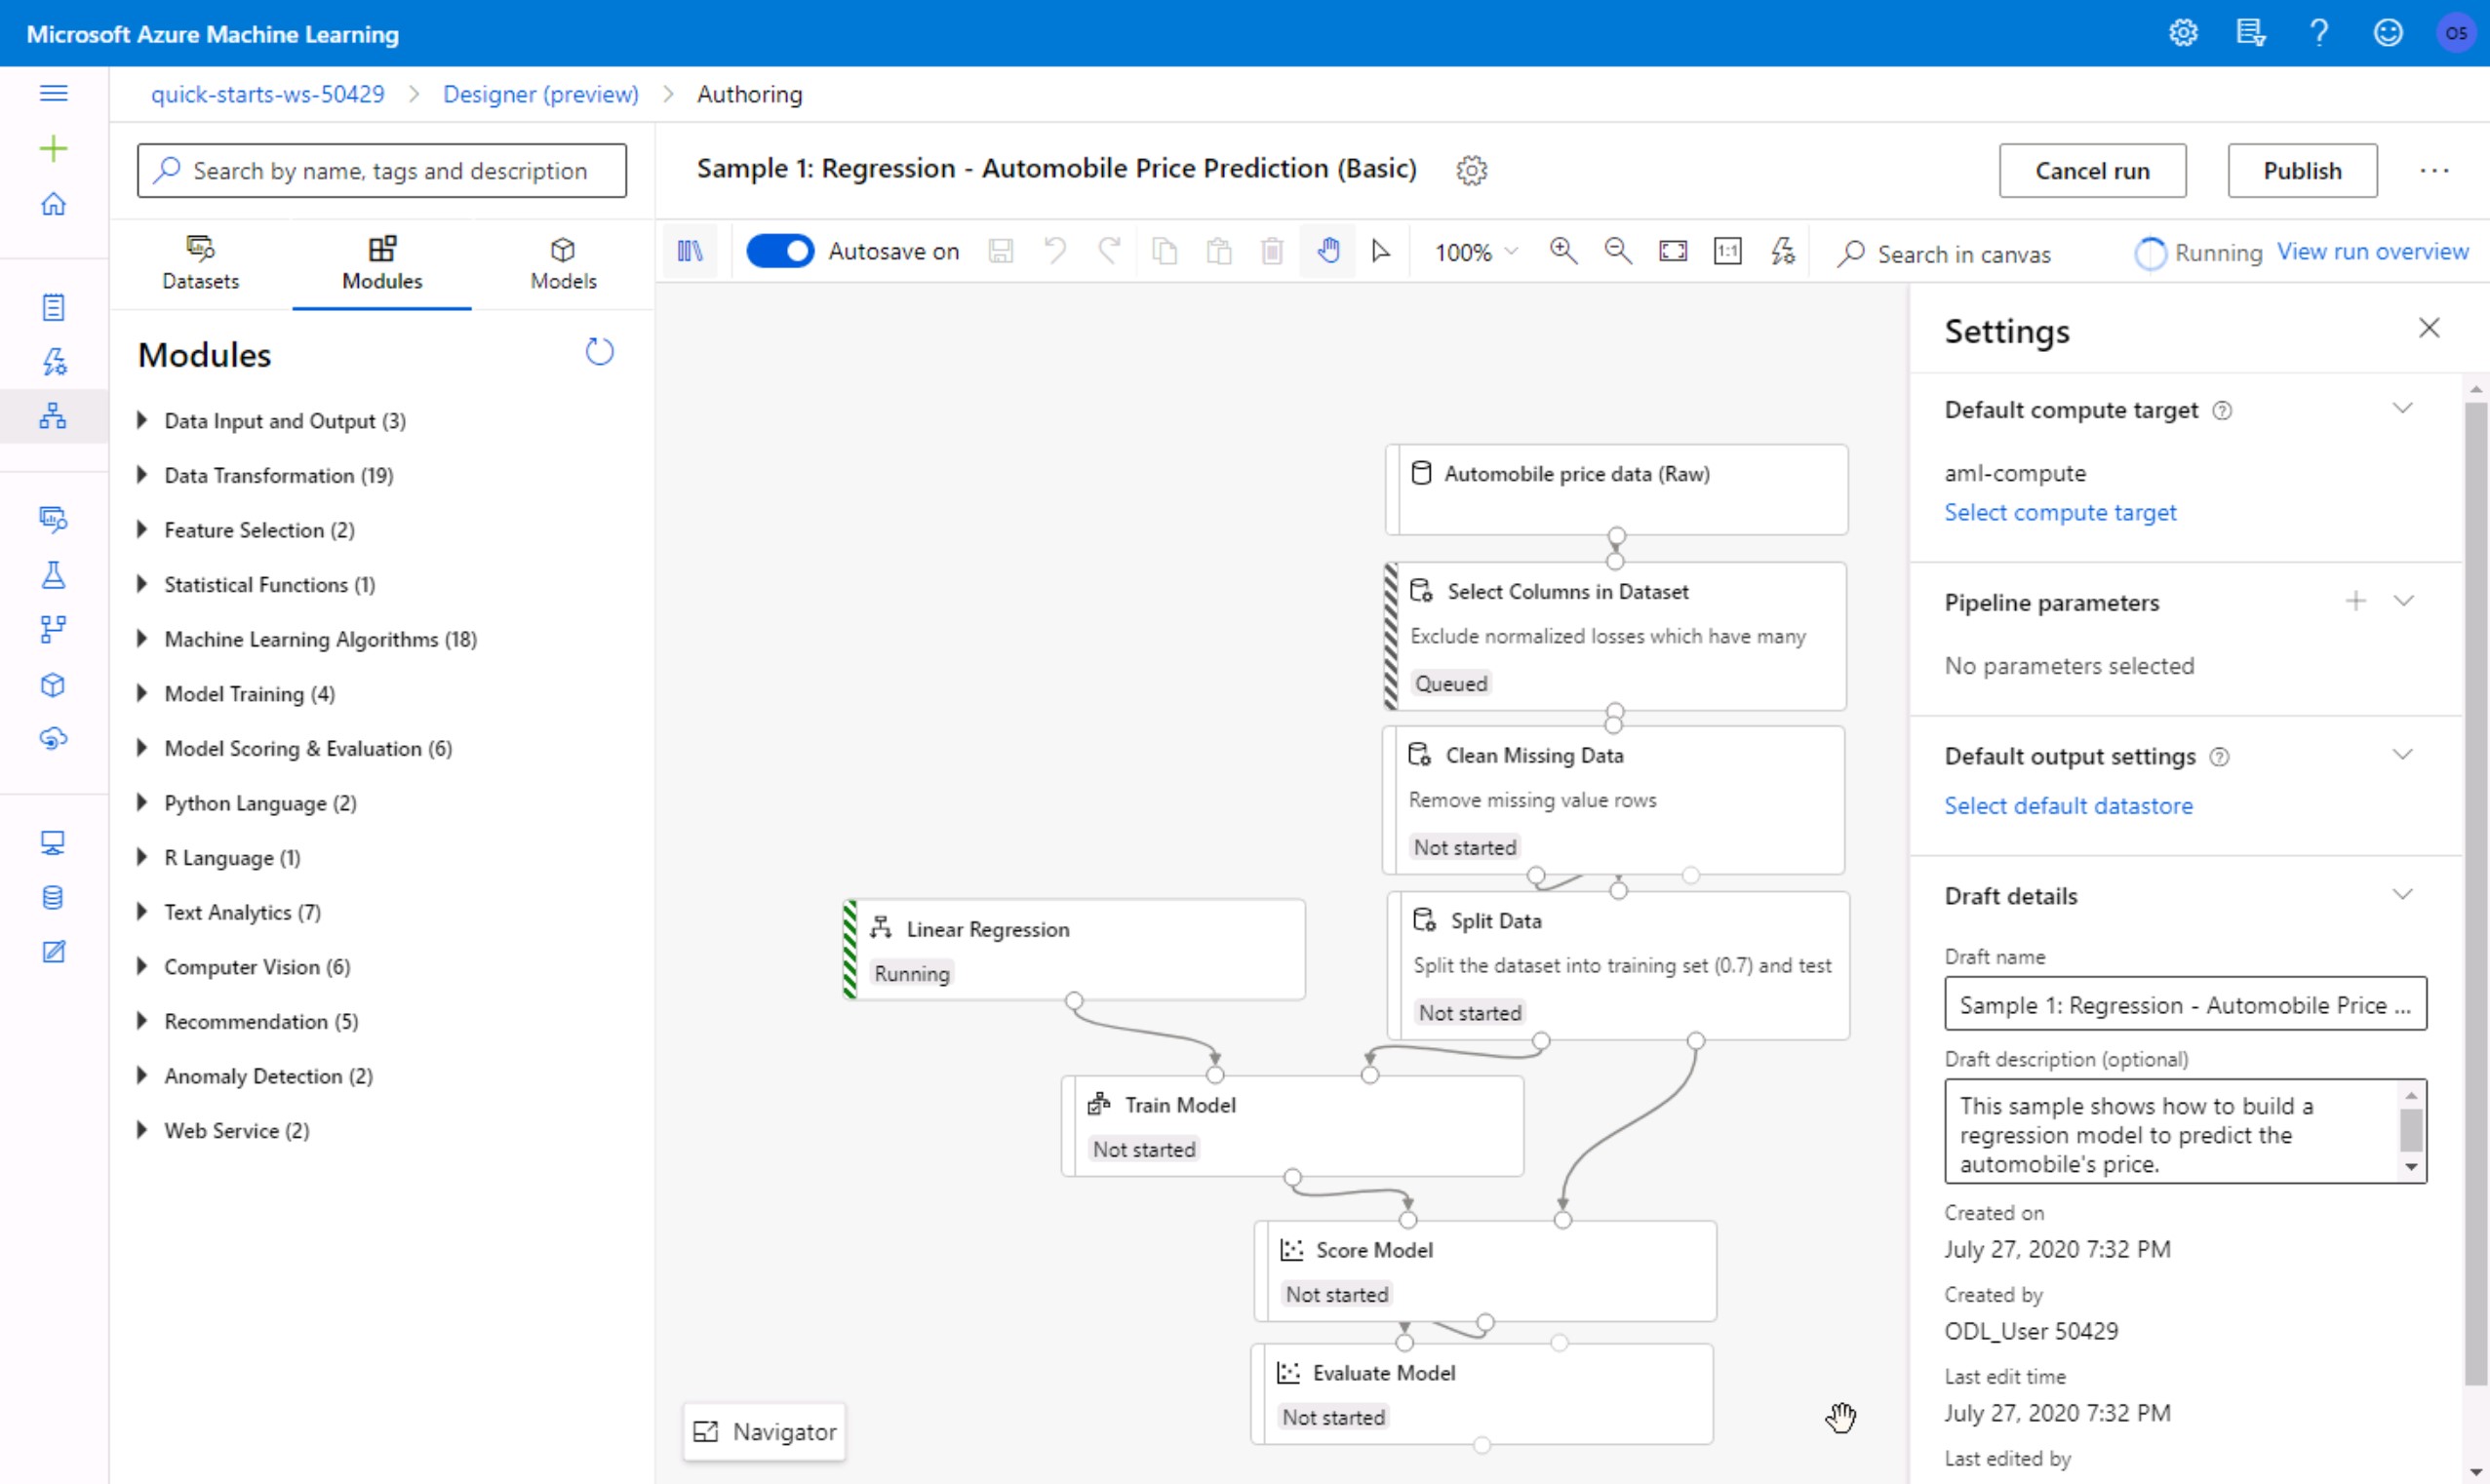 Microsoft Azure Machine Learning
OS
quick-starts-ws-50429 > Designer (preview) > Authoring
Search by name, tags and description
Sample 1: Regression - Automobile Price Prediction (Basic)
Cancel run
Publish
Datasets
Modules
Models
Autosave on
100%
1:1
Search in canvas
Running
View run overview
Modules
Data Input and Output (3)
Data Transformation (19)
Feature Selection (2)
Statistical Functions (1)
Machine Learning Algorithms (18)
Model Training (4)
Model Scoring & Evaluation (6)
Python Language (2)
R Language (1)
Text Analytics (7)
Computer Vision (6)
Recommendation (5)
Anomaly Detection (2)
Web Service (2)
Automobile price data (Raw)
Select Columns in Dataset
Exclude normalized losses which have many
Queued
Clean Missing Data
Remove missing value rows
Not started
Linear Regression
Running
Split Data
Split the dataset into training set (0.7) and test
Not started
Train Model
Not started
Score Model
Not started
Evaluate Model
Not started
Navigator
Settings
Default compute target
aml-compute
Select compute target
Pipeline parameters
No parameters selected
Default output settings
Select default datastore
Draft details
Draft name
Sample 1: Regression - Automobile Price ...
Draft description (optional)
This sample shows how to build a
regression model to predict the
automobile's price.
Created on
July 27, 2020 7:32 PM
Created by
ODL_User 50429
Last edit time
July 27, 2020 7:32 PM
Last edited by